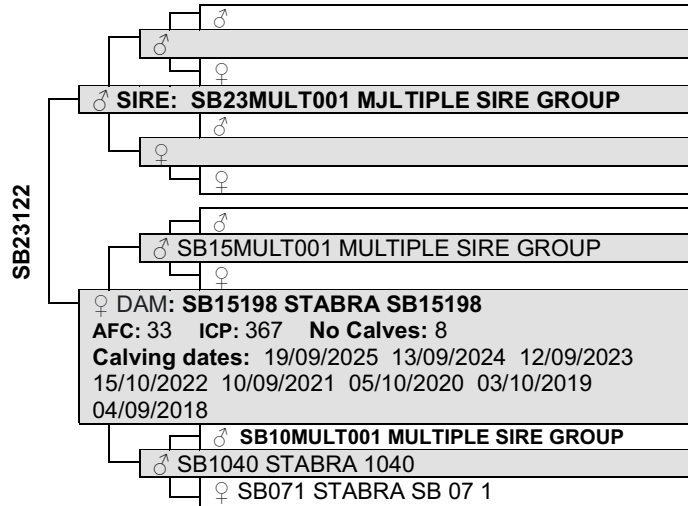 ♂
♂
♀
♂ SIRE: SB23MULT001 MJLTIPLE SIRE GROUP
♂
♀
♀
SB23122
♂
♂ SB15MULT001 MULTIPLE SIRE GROUP
♀
♀ DAM: SB15198 STABRA SB15198
AFC: 33 ICP: 367 No Calves: 8
Calving dates: 19/09/2025 13/09/2024 12/09/2023
15/10/2022 10/09/2021 05/10/2020 03/10/2019
04/09/2018
♂ SB10MULT001 MULTIPLE SIRE GROUP
♂ SB1040 STABRA 1040
♀ SB071 STABRA SB 07 1